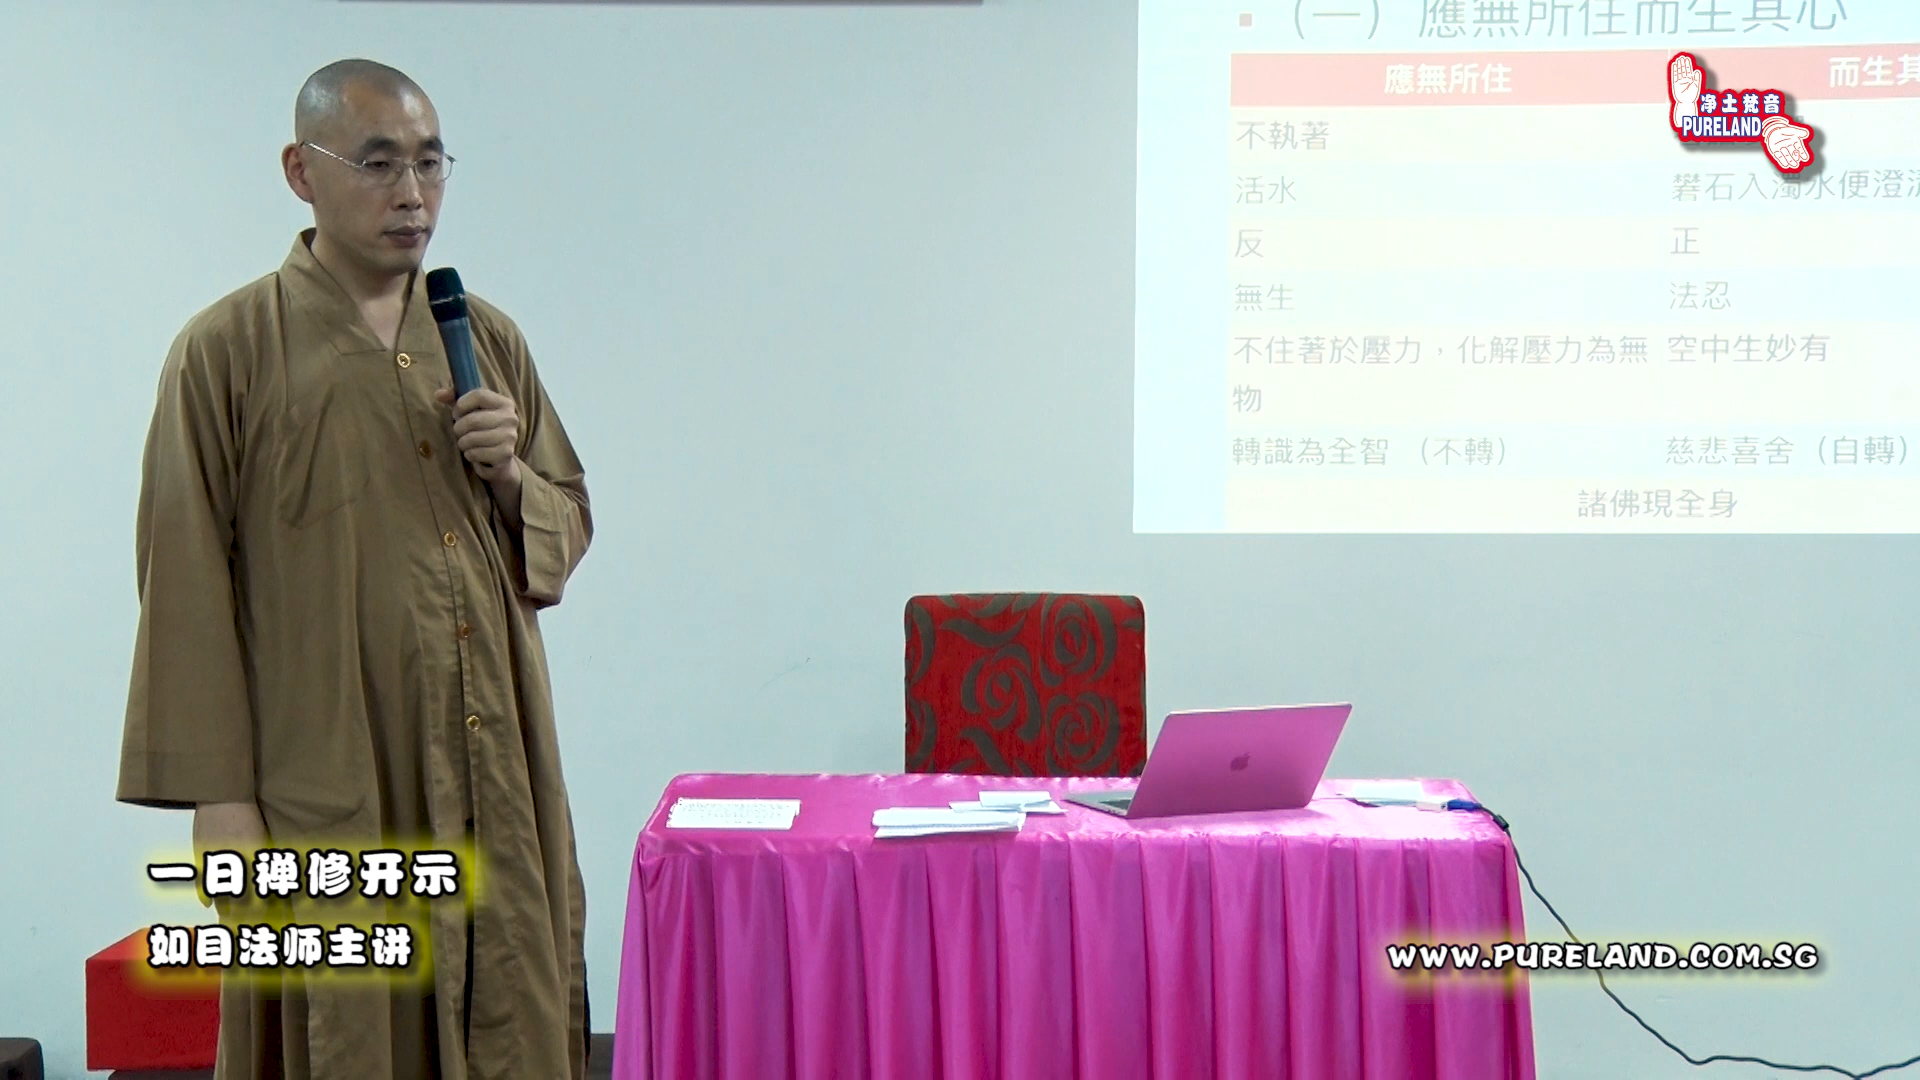 （一）應無所住而生其心
應無所住 而生其
净土梵音
PURELAND
不執著
活水 礬石入濁水便澄清
反 正
無生 法忍
不住著於壓力，化解壓力為無 空中生妙有
物
轉識為全智（不轉） 慈悲喜舍（自轉）
諸佛現全身
一日禅修开示
如目法师主讲
WWW.PURELAND.COM.SG